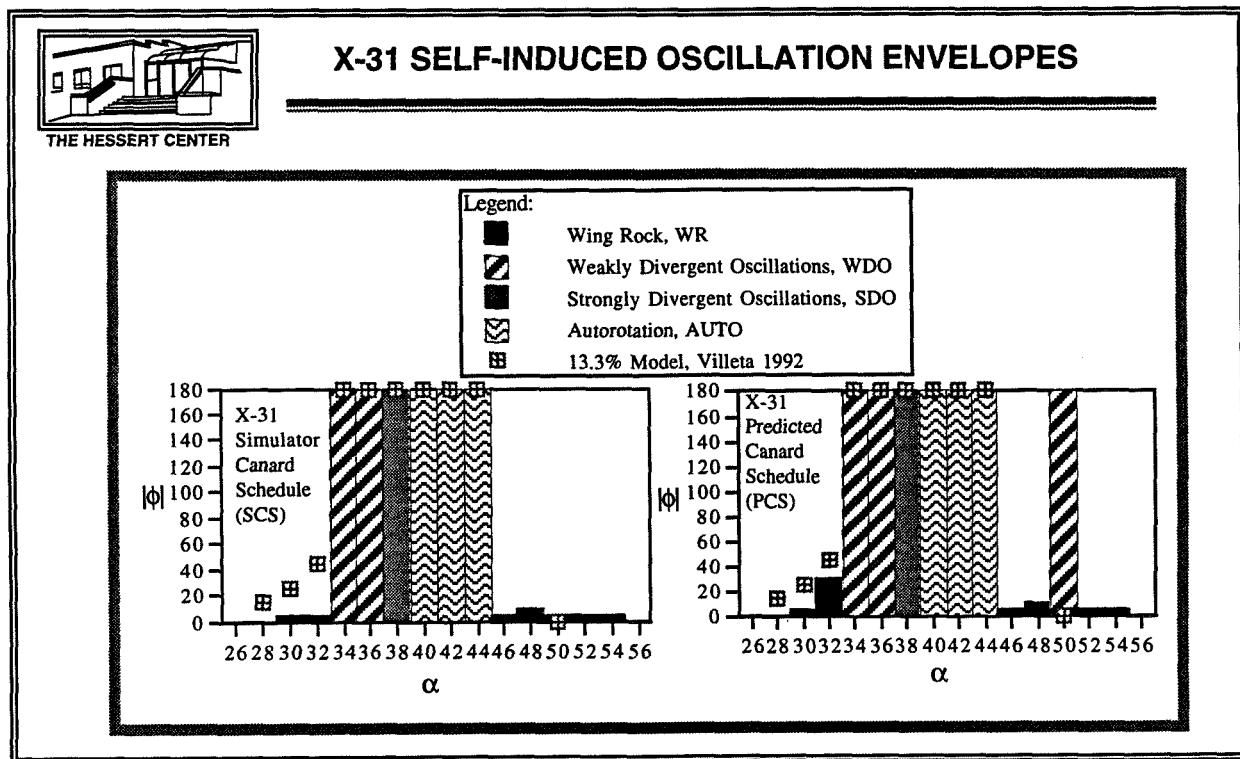 X-31 SELF-INDUCED OSCILLATION ENVELOPES
THE HESSERT CENTER
Legend:
Wing Rock, WR
Weakly Divergent Oscillations, WDO
Strongly Divergent Oscillations, SDO
Autorotation, AUTO
13.3% Model, Villeta 1992
180
160
140
120
100
80
60
40
20
0
|ϕ|
X-31
Simulator
Canard
Schedule
(SCS)
26 28 30 32 34 36 38 40 42 44 46 48 50 52 54 56
α
180
160
140
120
100
80
60
40
20
0
|ϕ|
X-31
Predicted
Canard
Schedule
(PCS)
26 28 30 32 34 36 38 40 42 44 46 48 50 52 54 56
α